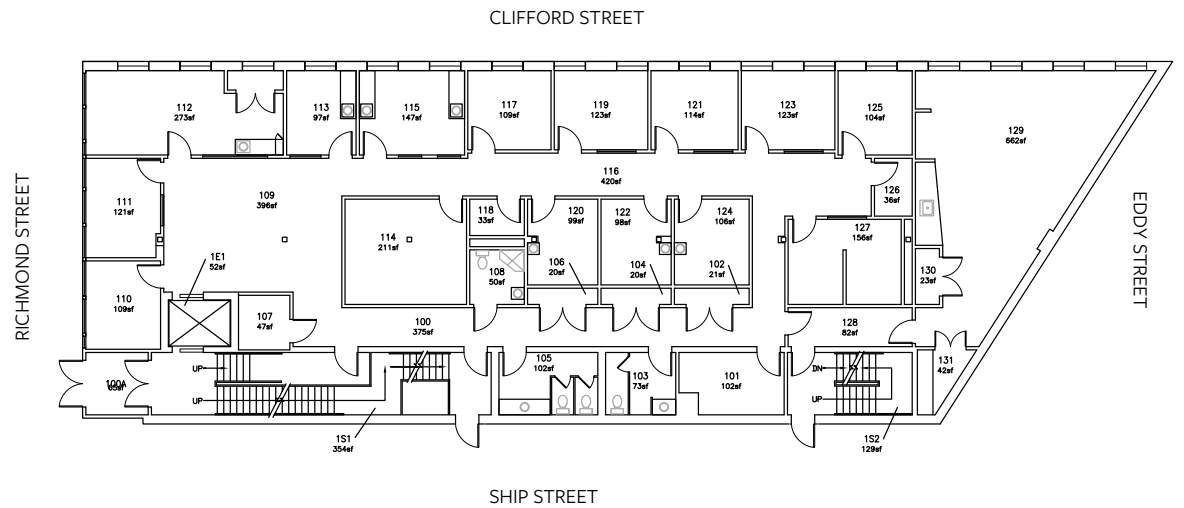 CLIFFORD STREET
112
273sf
113
97sf
115
147sf
117
109sf
119
123sf
121
114sf
123
123sf
125
104sf
129
662sf
116
420sf
109
396sf
111
121sf
126
36sf
118
33sf
120
99sf
122
98sf
124
106sf
127
156sf
114
211sf
1E1
52sf
108
50sf
106
20sf
104
20sf
102
21sf
130
23sf
110
109sf
107
47sf
100
375sf
128
82sf
131
42sf
100A
65sf
UP
UP
105
102sf
103
73sf
101
102sf
DN
UP
1S1
354sf
1S2
129sf
RICHMOND STREET
EDDY STREET
SHIP STREET